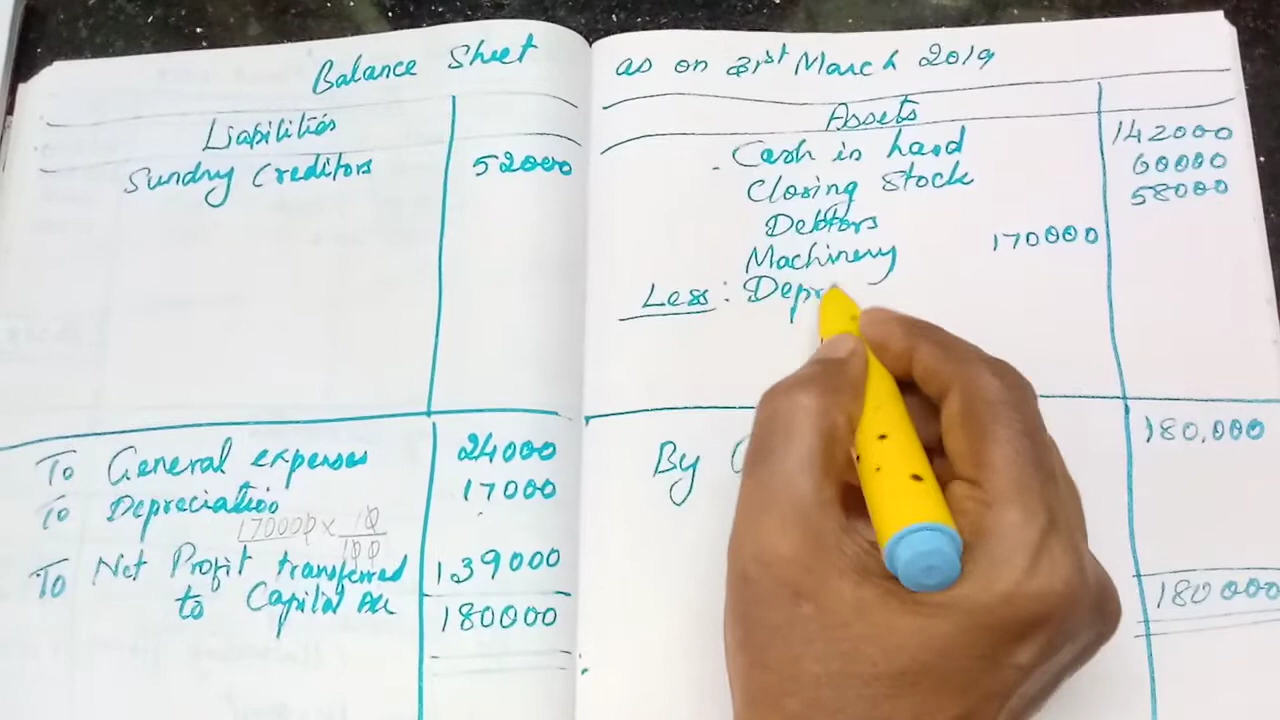 Balance Sheet as on 31st March 2019
Liabilities
Sundry Creditors 52000
Assets
Cash in hand 142000
Closing Stock 60000
Debtors 58000
Machinery 170000
Less: Depr
To General expenses 24000
To Depreciation 17000
170000 × 10
100
To Net Profit transferred 139000
to Capital A/c
180000
By
180,000
180000